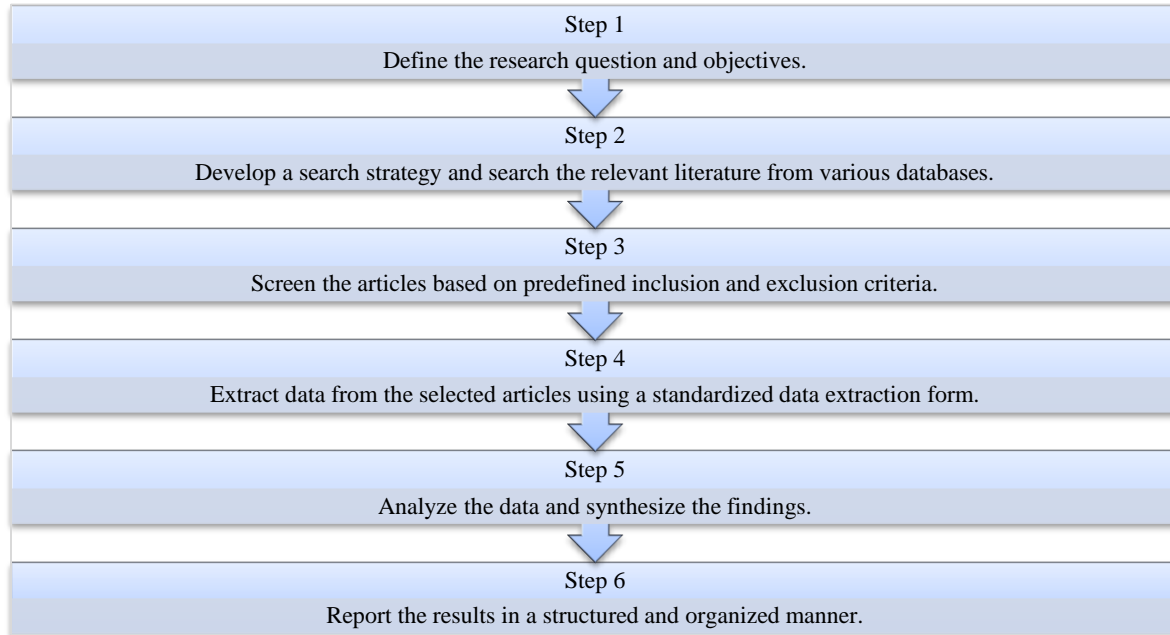 Step 1
Define the research question and objectives.
Step 2
Develop a search strategy and search the relevant literature from various databases.
Step 3
Screen the articles based on predefined inclusion and exclusion criteria.
Step 4
Extract data from the selected articles using a standardized data extraction form.
Step 5
Analyze the data and synthesize the findings.
Step 6
Report the results in a structured and organized manner.